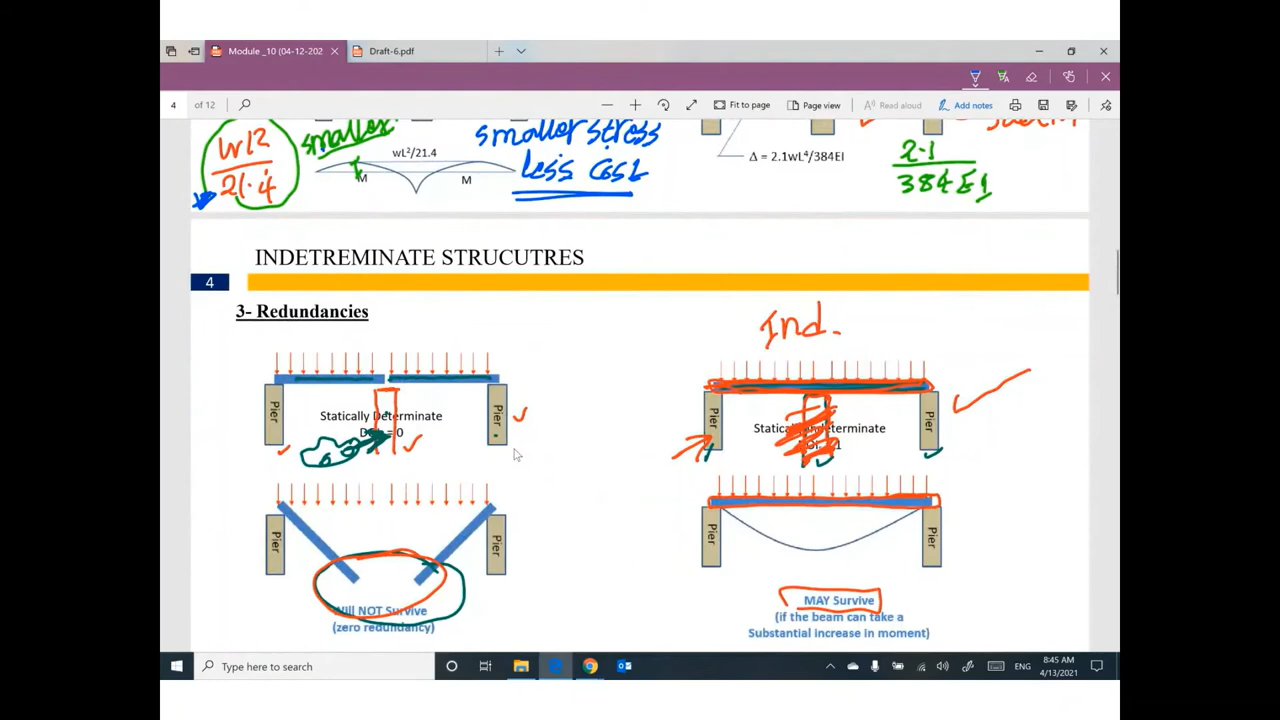 Module _10 (04-12-202
Draft-6.pdf
4 of 12
Fit to page
Page view
Read aloud
Add notes
smaller
wL²/21.4
smaller stress
wl2
21.4
less cost
M
M
Δ = 2.1wL⁴/384EI
2.1
384EI
INDETREMINATE STRUCUTRES
4
3- Redundancies
Ind.
Pier
Statically Determinate
= 0
Pier
Pier
Pier
Pier
Pier
Will NOT Survive
(zero redundancy)
Pier
Pier
MAY Survive
(if the beam can take a
Substantial increase in moment)
Type here to search
ENG
8:45 AM
4/13/2021